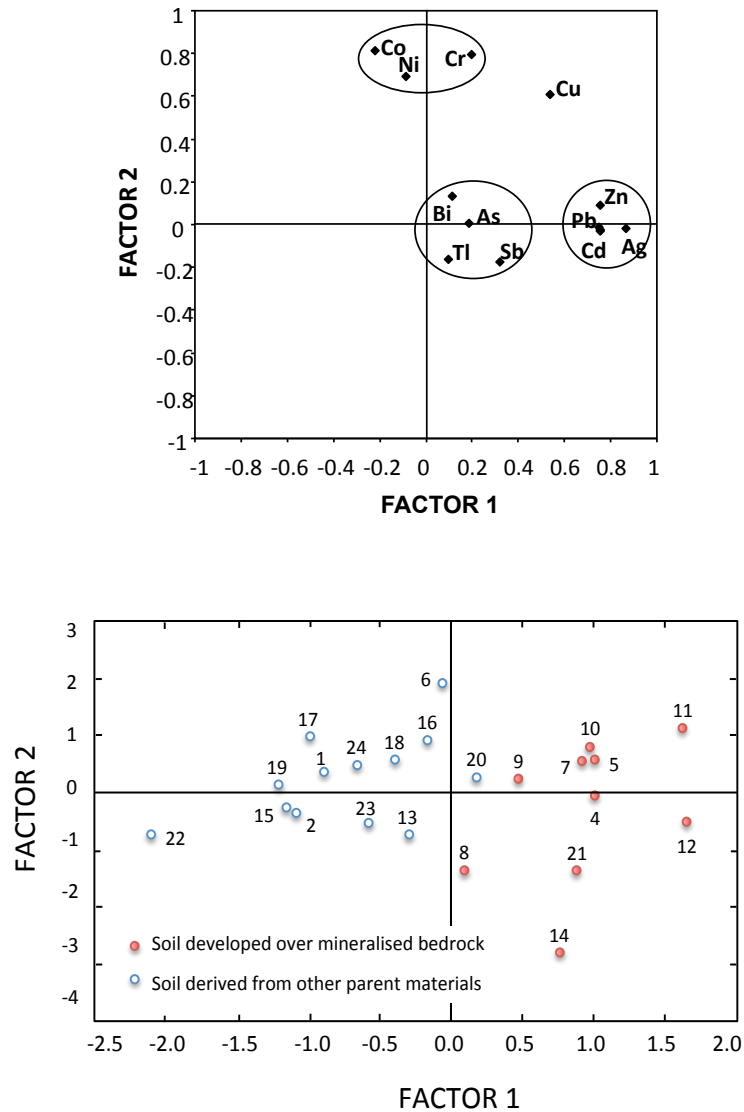 1
0.8
0.6
0.4
0.2
0
-0.2
-0.4
-0.6
-0.8
-1
FACTOR 2
Co
Ni
Cr
Cu
Bi
As
Tl
Sb
Zn
Pb
Cd
Ag
-1 -0.8 -0.6 -0.4 -0.2 0 0.2 0.4 0.6 0.8 1
FACTOR 1
3
2
1
0
-1
-2
-3
-4
FACTOR 2
6
17
16
11
10
1
24
18
20
9
7
5
19
15
2
23
13
4
22
12
8
21
14
Soil developed over mineralised bedrock
Soil derived from other parent materials
-2.5 -2.0 -1.5 -1.0 -0.5 0.0 0.5 1.0 1.5 2.0
FACTOR 1